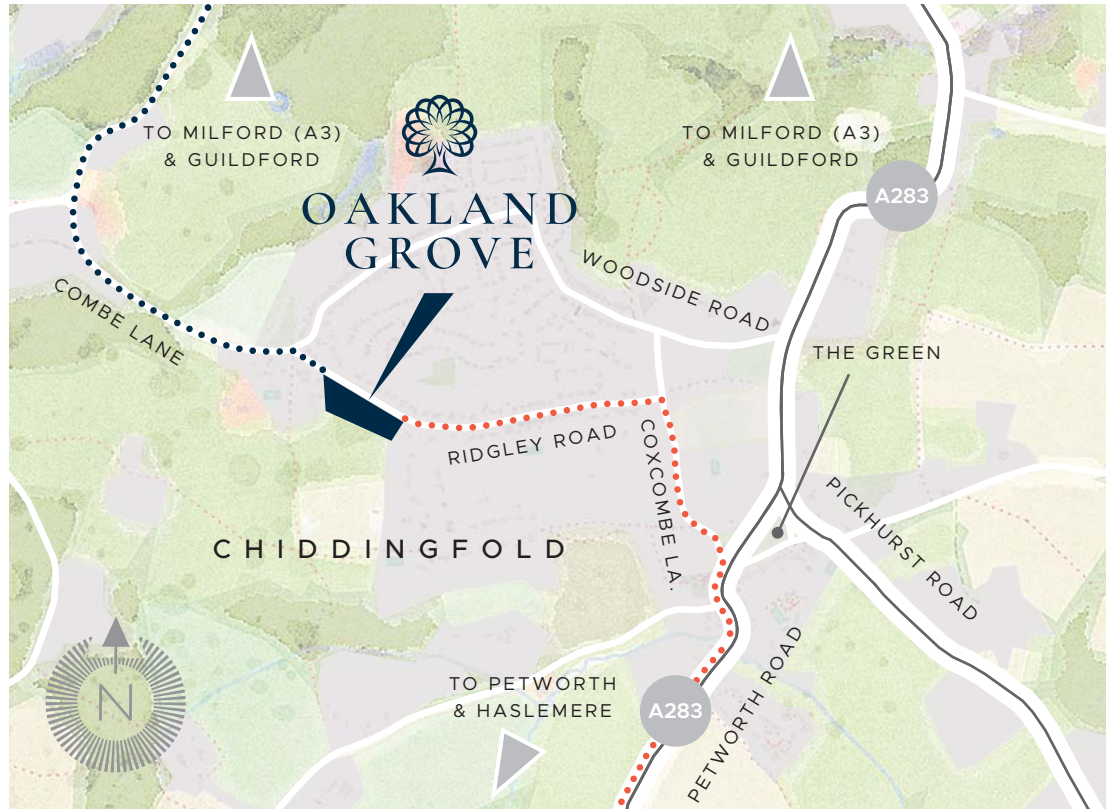 TO MILFORD (A3)
& GUILDFORD
TO MILFORD (A3)
& GUILDFORD
A283
OAKLAND
GROVE
COMBE LANE
WOODSIDE ROAD
THE GREEN
RIDGLEY ROAD
COXCOMBE LA.
PICKHURST ROAD
CHIDDINGFOLD
TO PETWORTH
& HASLEMERE
A283
PETWORTH ROAD
N